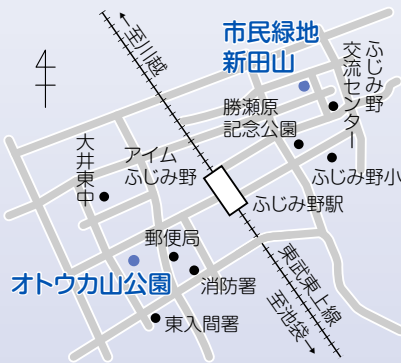 至川越
市民緑地
新田山
ふじみ野
交流センター
勝瀬原
記念公園
大井東中
アイム
ふじみ野
ふじみ野小
ふじみ野駅
郵便局
オトウカ山公園
消防署
東武東上線
至池袋
東入間署